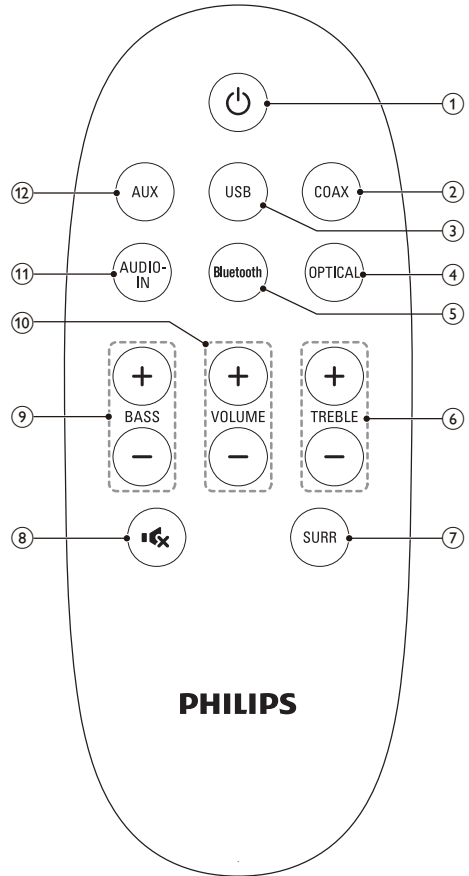 ①
⑫ AUX USB COAX ②
③
⑪ AUDIO-
IN Bluetooth OPTICAL ④
⑩ ⑤
+ + +
⑨ BASS VOLUME TREBLE ⑥
− − −
⑧ SURR ⑦
PHILIPS